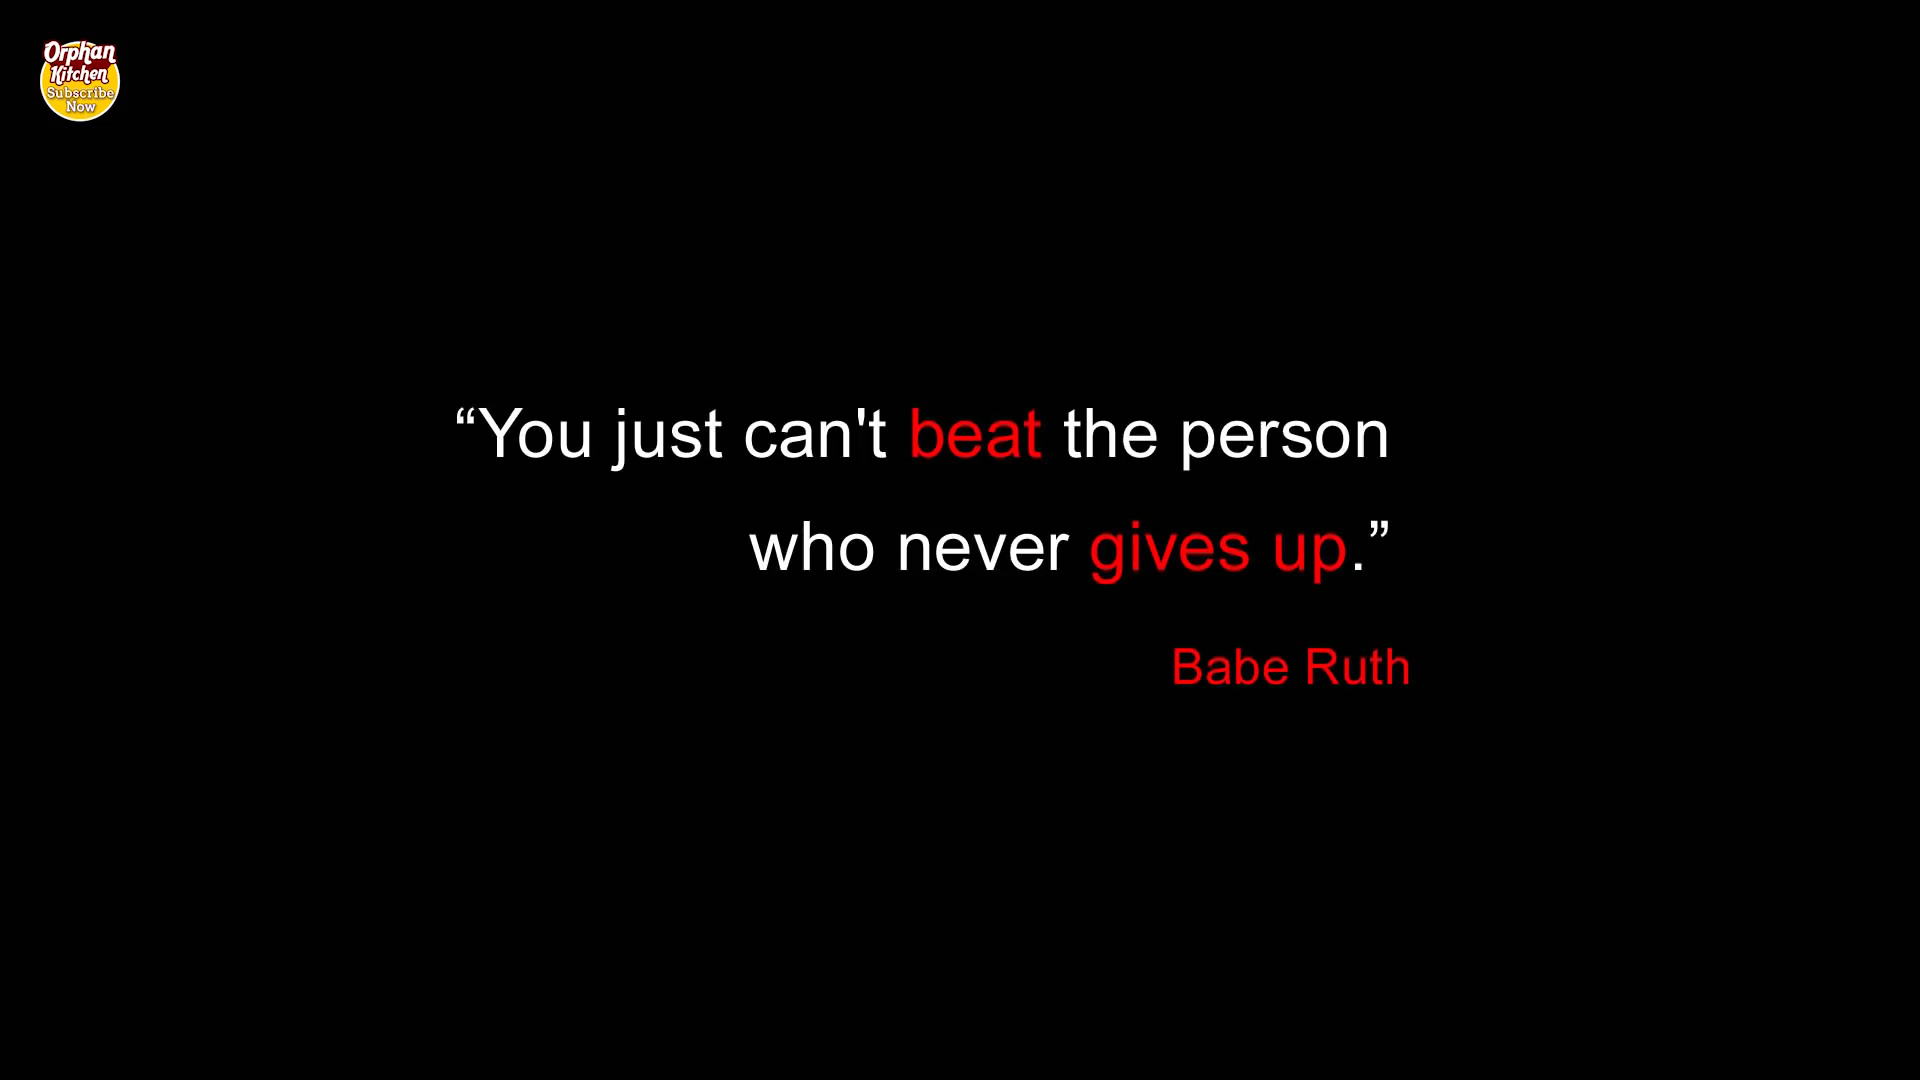 Orphan
Kitchen
Subscribe
Now
“You just can't beat the person
who never gives up.”
Babe Ruth